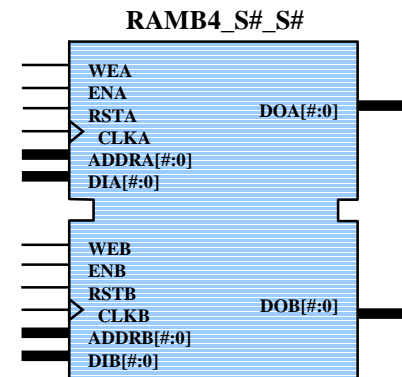 RAMB4_S#_S#
WEA
ENA
RSTA
DOA[#:0]
CLKA
ADDRA[#:0]
DIA[#:0]
WEB
ENB
RSTB
DOB[#:0]
CLKB
ADDRB[#:0]
DIB[#:0]